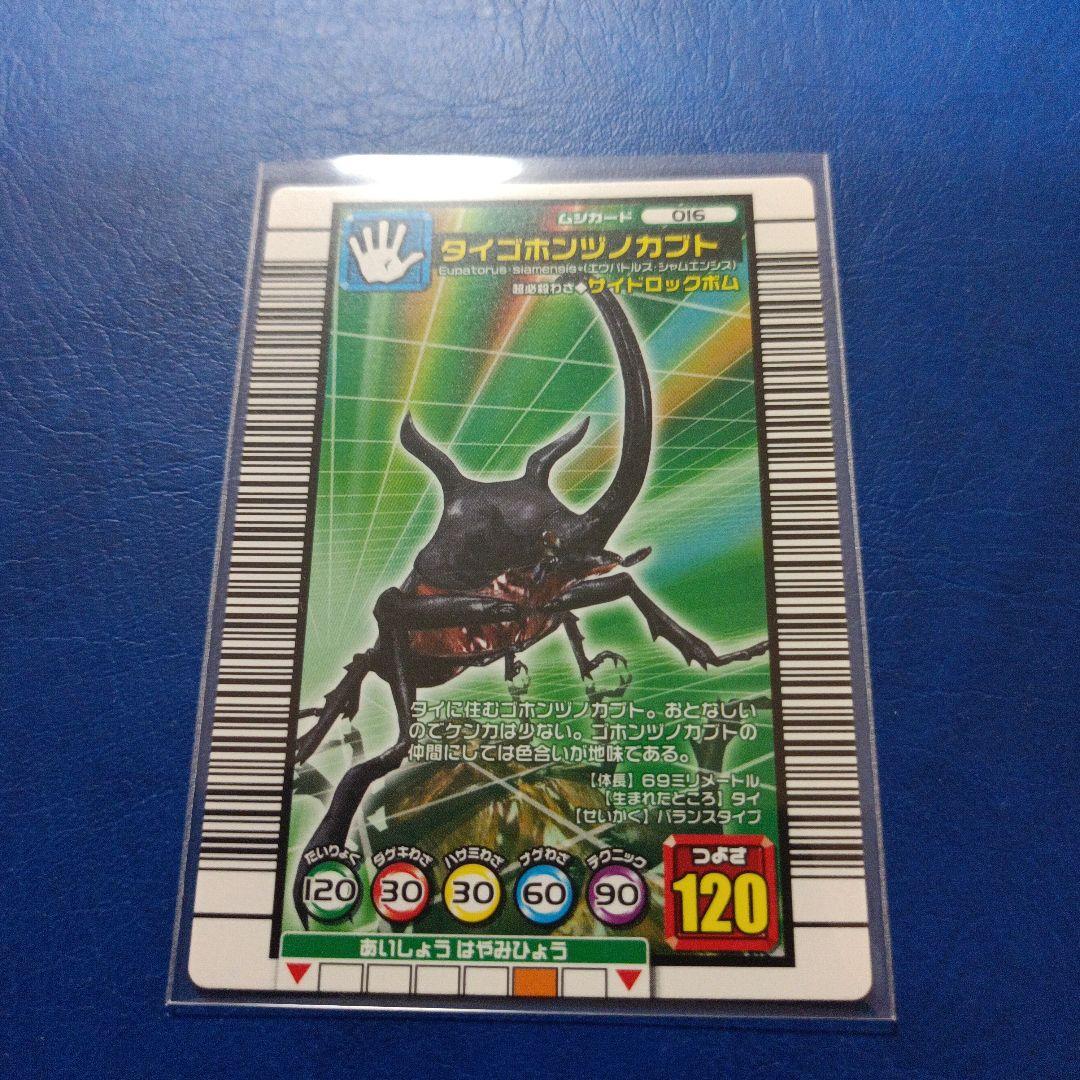 ムシカード 016
タイゴホンヅノカブト
Eupatorus・siamensis・(エウパトルス・シャムエンシス)
超必殺わざ◆サイドロックボム
タイに住むゴホンヅノカブト。おとなしい
のでケンカは少ない。ゴホンヅノカブトの
仲間にしては色合いが地味である。
【体長】69ミリメートル
【生まれたところ】タイ
【せいかく】バランスタイプ
たいりょく ダゲキわざ ハサミわざ ナゲわざ テクニック つよさ
120 30 30 60 90 120
あいしょう はやみひょう